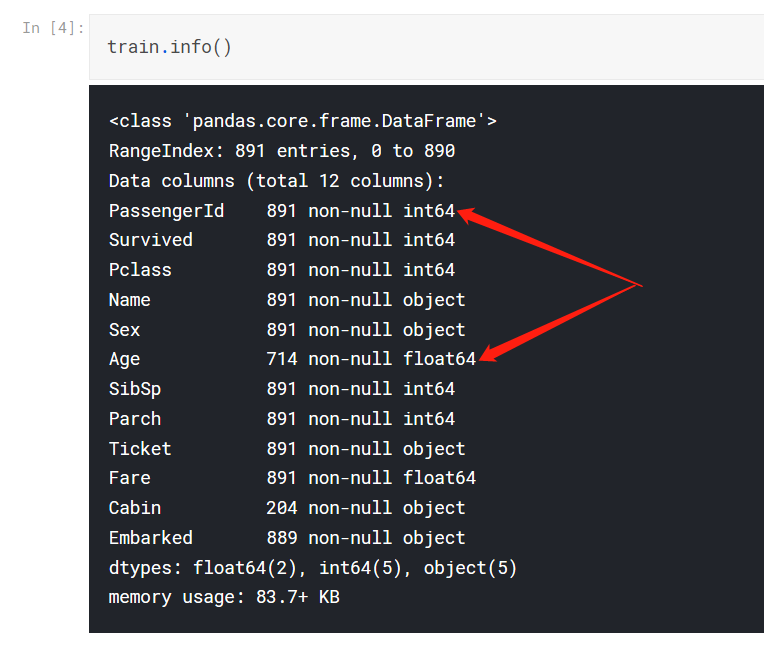 In [4]:
train.info()
<class 'pandas.core.frame.DataFrame'>
RangeIndex: 891 entries, 0 to 890
Data columns (total 12 columns):
PassengerId    891 non-null int64
Survived       891 non-null int64
Pclass         891 non-null int64
Name           891 non-null object
Sex            891 non-null object
Age            714 non-null float64
SibSp          891 non-null int64
Parch          891 non-null int64
Ticket         891 non-null object
Fare           891 non-null float64
Cabin          204 non-null object
Embarked       889 non-null object
dtypes: float64(2), int64(5), object(5)
memory usage: 83.7+ KB